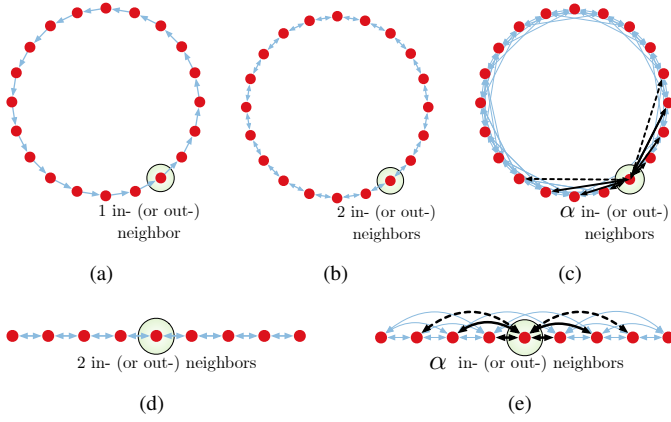 1 in- (or out-)
neighbor
(a)
2 in- (or out-)
neighbors
(b)
α in- (or out-)
neighbors
(c)
2 in- (or out-) neighbors
(d)
α in- (or out-) neighbors
(e)